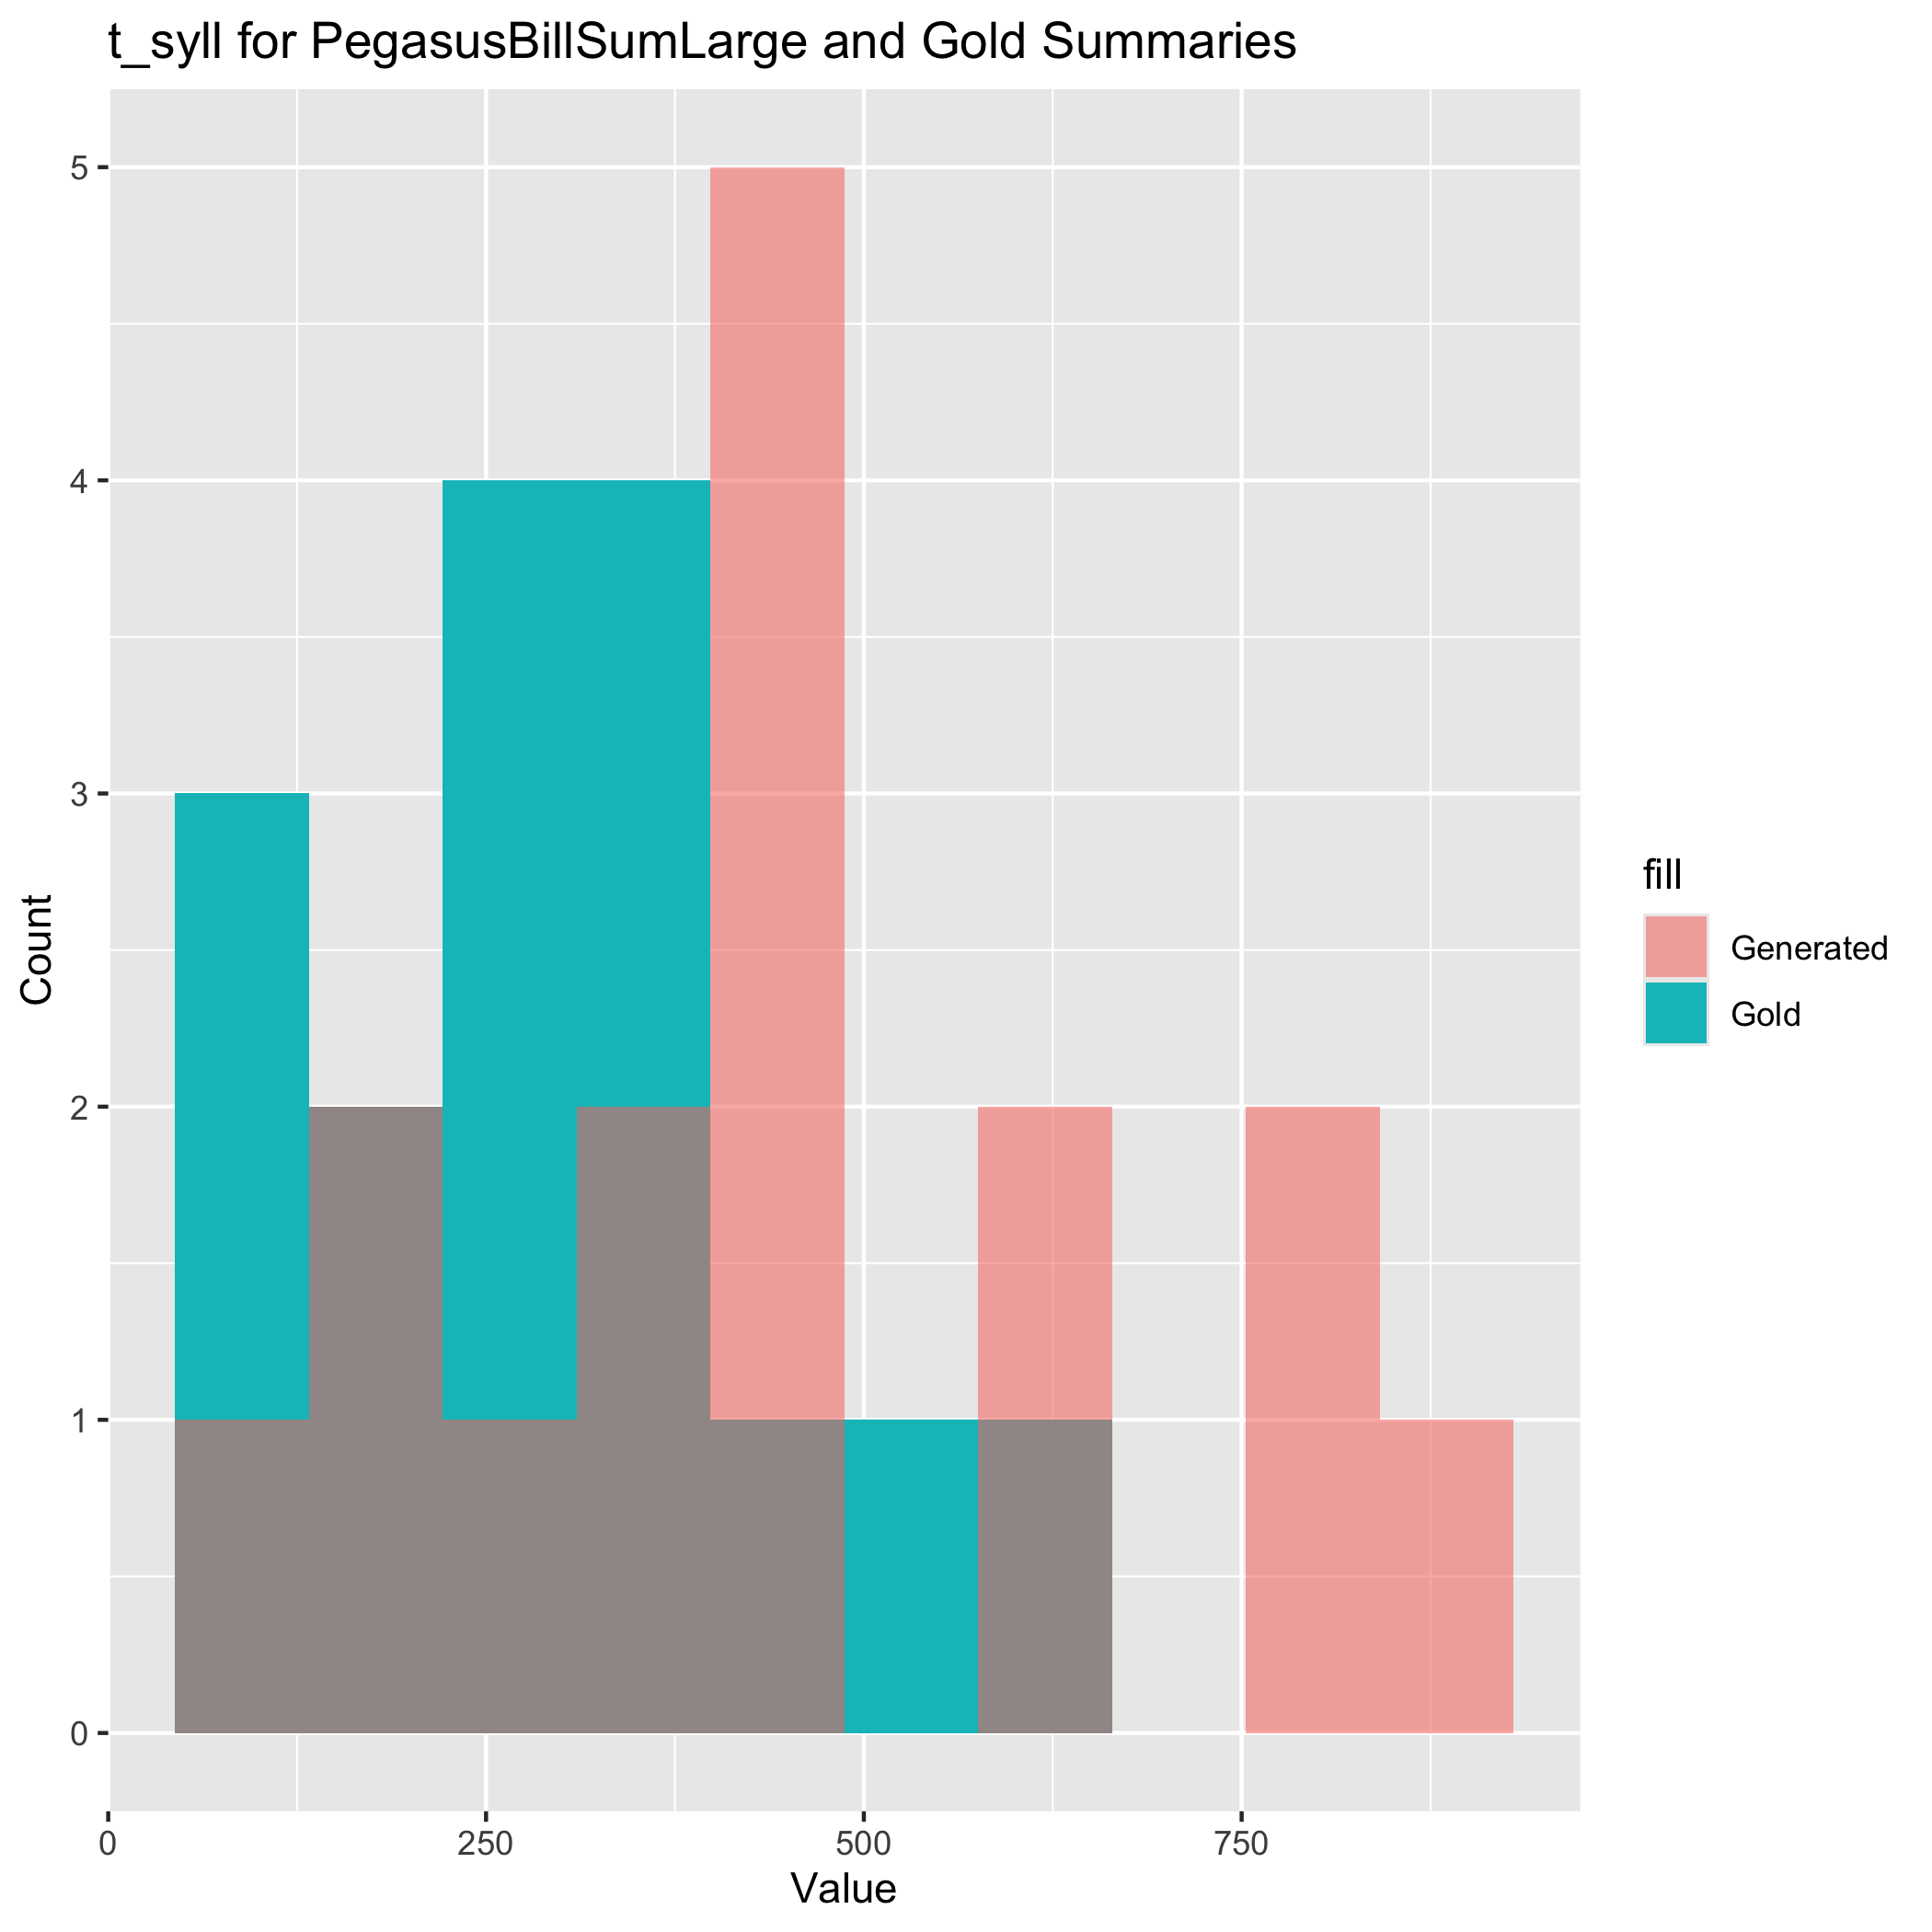 t_syll for PegasusBillSumLarge and Gold Summaries
5
4
3
2
1
0
Count
0 250 500 750
Value
fill
Generated
Gold